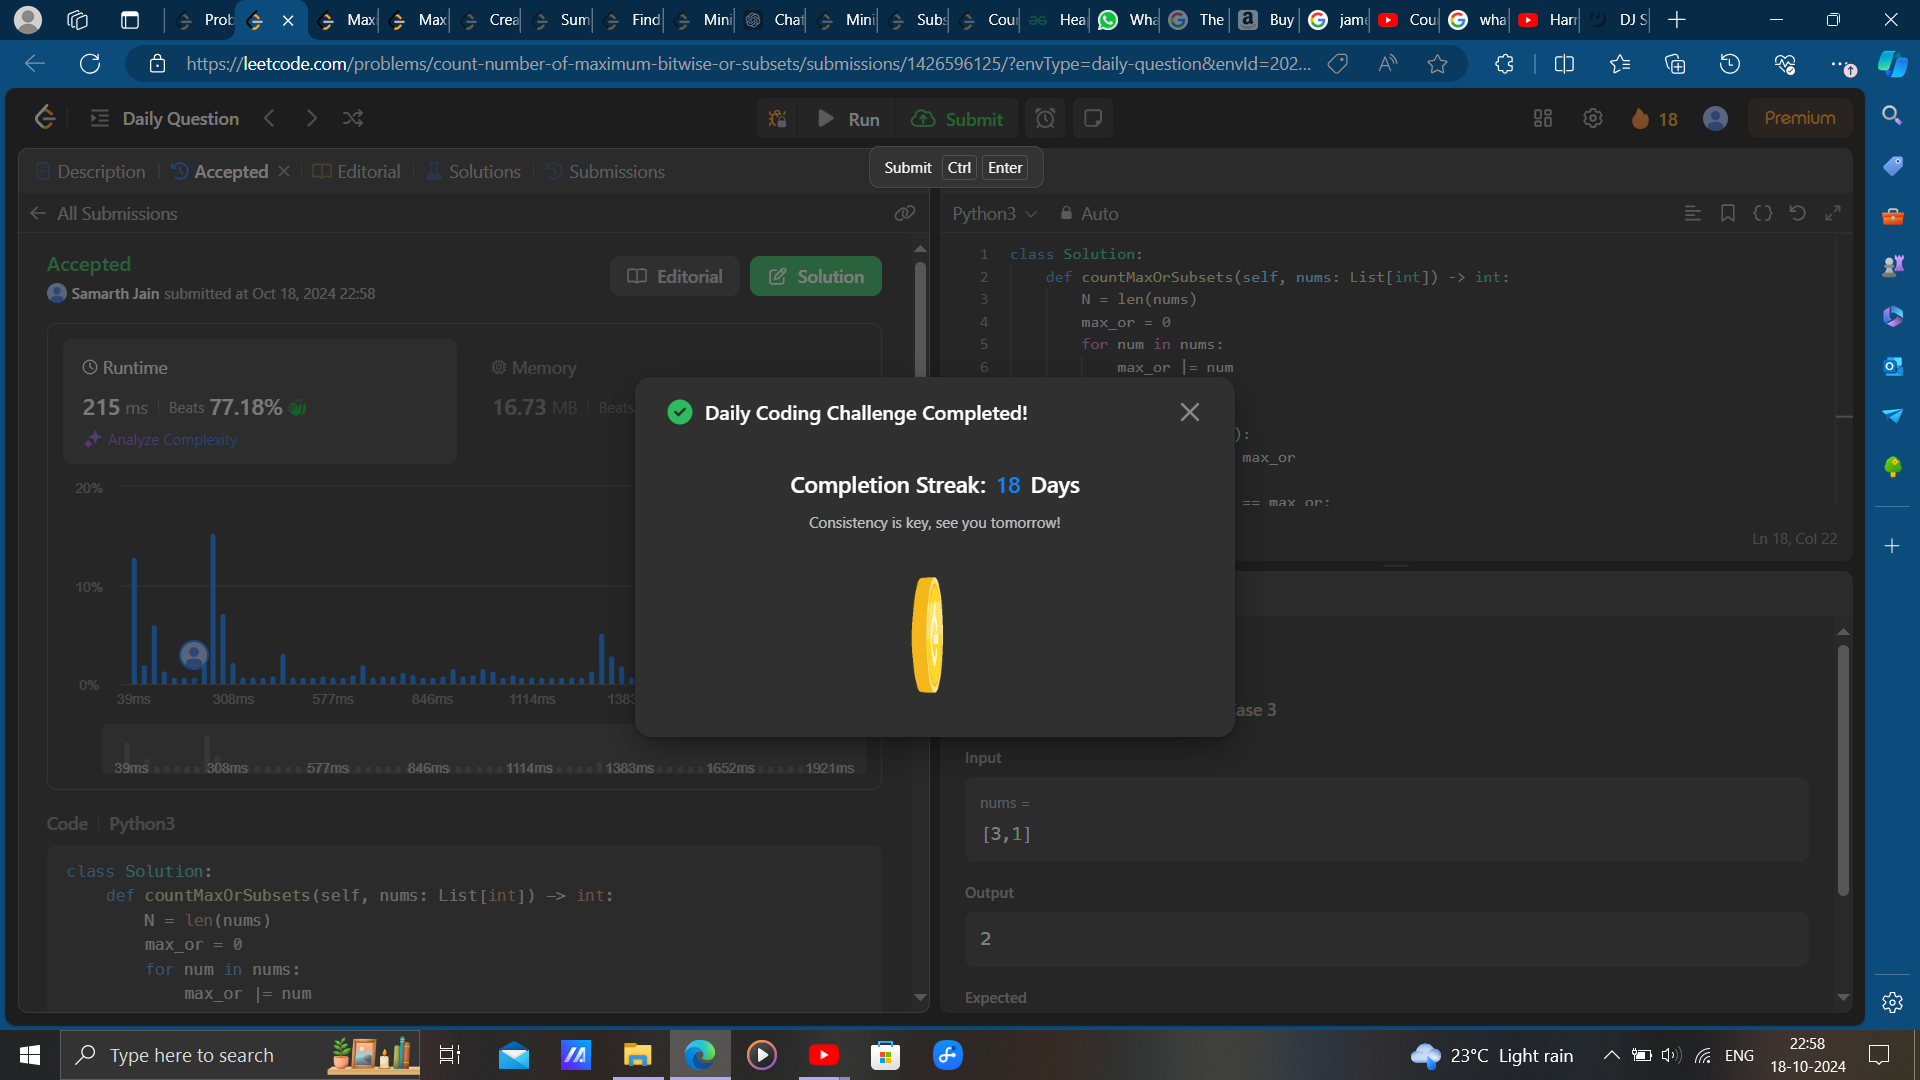 Prob
Max
Max
Crea
Sum
Find
Mini
Chat
Mini
Subs
Cour
Hea
Wha
The
Buy
jame
Cou
wha
Harr
DJ S
https://leetcode.com/problems/count-number-of-maximum-bitwise-or-subsets/submissions/1426596125/?envType=daily-question&envId=202...
Daily Question
Run
Submit
18
Premium
Description
Accepted
Editorial
Solutions
Submissions
Submit Ctrl Enter
All Submissions
Accepted
Samarth Jain submitted at Oct 18, 2024 22:58
Editorial
Solution
Runtime
215 ms
Beats 77.18%
Analyze Complexity
Memory
16.73 MB
Beats
20%
10%
0%
39ms
308ms
577ms
846ms
1114ms
1383
39ms
308ms
577ms
846ms
1114ms
1383ms
1652ms
1921ms
Code
Python3
class Solution:
def countMaxOrSubsets(self, nums: List[int]) -> int:
N = len(nums)
max_or = 0
for num in nums:
max_or |= num
Python3
Auto
1 class Solution:
2 def countMaxOrSubsets(self, nums: List[int]) -> int:
3 N = len(nums)
4 max_or = 0
5 for num in nums:
6 max_or |= num
):
max_or
== max_or:
Ln 18, Col 22
Daily Coding Challenge Completed!
Completion Streak: 18 Days
Consistency is key, see you tomorrow!
ase 3
Input
nums =
[3,1]
Output
2
Expected
Type here to search
23°C Light rain
ENG
22:58
18-10-2024